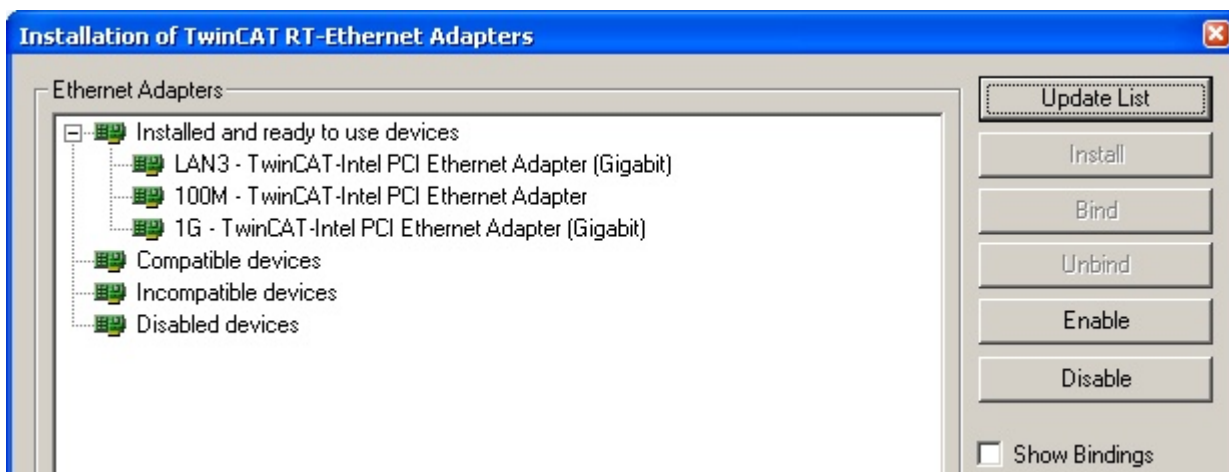 Installation of TwinCAT RT-Ethernet Adapters
Ethernet Adapters
Installed and ready to use devices
LAN3 - TwinCAT-Intel PCI Ethernet Adapter (Gigabit)
100M - TwinCAT-Intel PCI Ethernet Adapter
1G - TwinCAT-Intel PCI Ethernet Adapter (Gigabit)
Compatible devices
Incompatible devices
Disabled devices
Update List
Install
Bind
Unbind
Enable
Disable
Show Bindings